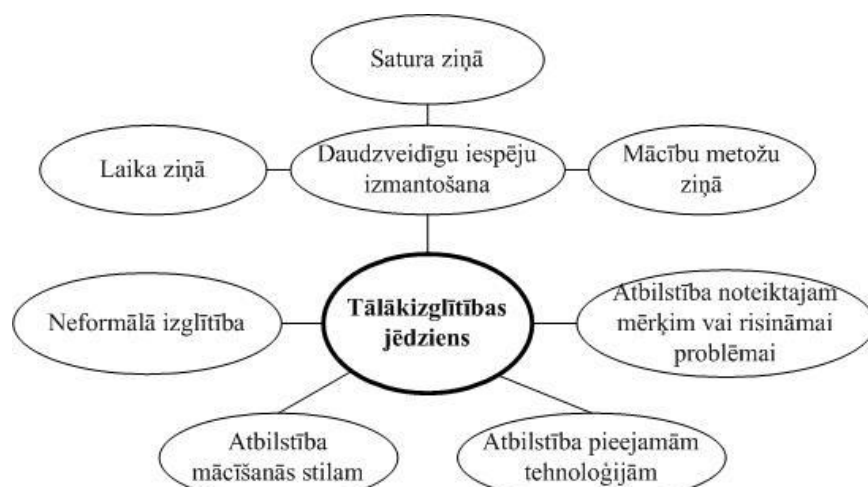 Satura ziņā
Laika ziņā
Daudzveidīgu iespēju
izmantošana
Mācību metožu
ziņā
Neformālā izglītība
Tālākizglītības
jēdziens
Atbilstība noteiktajam
mērķim vai risināmai
problēmai
Atbilstība
mācīšanās stilam
Atbilstība pieejamām
tehnoloģijām